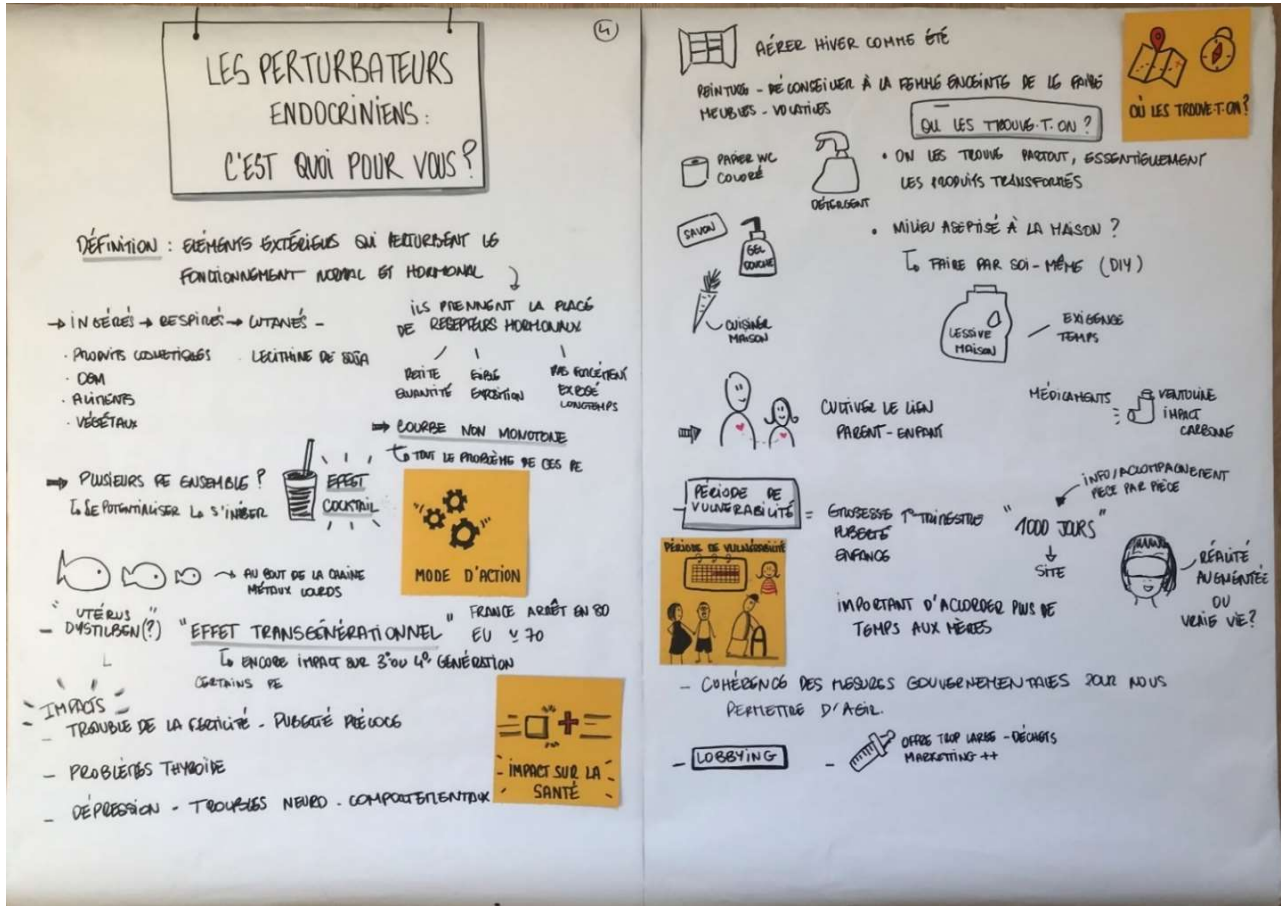 4
LES PERTURBATEURS
ENDOCRINIENS :
C'EST QUOI POUR VOUS ?
DÉFINITION : ELÉMENTS EXTÉRIEURS QUI PERTURBENT LE
FONCTIONNEMENT NORMAL ET HORMONAL
ILS PRENNENT LA PLACE
DE RESEPTEURS HORMONAUX
PETITE
QUANTITÉ
FAIBLE
EXPOSITION
PAS FORCÉMENT
EXPOSÉ
LONGTEMPS
→ INGÉRÉS → RESPIRÉS → CUTANÉS -
· PRODUITS COSMETIQUES
· LECITHINE DE SOJA
· OGM
· ALIMENTS
· VÉGÉTAUX
⇒ COURBE NON MONOTONE
↳ TOUT LE PROBLÈME DE CES PE
⇒ PLUSIEURS PE ENSEMBLE ?
↳ SE POTENTIALISER ↳ S'INIBER
EFFET
COCKTAIL
MODE D'ACTION
→ AU BOUT DE LA CHAINE
MÉTAUX LOURDS
"UTÉRUS"
- DYSTILBEN (?)
"EFFET TRANSGÉNÉRATIONNEL"
FRANCE ARRÊT EN 80
EU 70
↳ ENCORE IMPACT SUR 3° OU 4° GÉNÉRATION
CERTAINS PE
IMPACTS
- TROUBLE DE LA FERTILITÉ - PUBERTÉ PRÉCOCE
- PROBLÈMES THYROÏDE
- DÉPRESSION - TROUBLES NEURO - COMPORTEMENTAUX
- IMPACT SUR LA -
SANTÉ
AÉRER HIVER COMME ÉTÉ
PEINTURE - DÉCONSEILLER À LA FEMME ENCEINTE DE LE FAIRE
MEUBLES - VOLATILES
OÙ LES TROUVE-T-ON ?
OÙ LES TROUVE-T-ON ?
PAPIER WC
COLORÉ
DÉTERGENT
• ON LES TROUVE PARTOUT, ESSENTIELLEMENT
LES PRODUITS TRANSFORMÉS
SAVON
GEL
DOUCHE
• MILIEU ASEPTISÉ À LA MAISON ?
↳ FAIRE PAR SOI-MÊME (DIY)
CUISINER
MAISON
LESSIVE
MAISON
EXIGENCE
TEMPS
CULTIVER LE LIEN
PARENT-ENFANT
MÉDICAMENTS
VENTOLINE
IMPACT
CARBONE
- PÉRIODE DE
VULNERABILITÉ
= GROSSESSE 1er TRIMESTRE
PUBERTÉ
ENFANCE
INFO/ACCOMPAGNEMENT
PIÈCE PAR PIÈCE
"1000 JOURS"
↓
SITE
PÉRIODE DE VULNÉRABILITÉ
IMPORTANT D'ACCORDER PLUS DE
TEMPS AUX MÈRES
RÉALITÉ
AUGMENTÉE
OU
VRAIE VIE ?
- COHÉRENCE DES MESURES GOUVERNEMENTALES POUR NOUS
PERMETTRE D'AGIR.
- LOBBYING
- OFFRE TROP LARGE - DÉCHETS
MARKETING ++